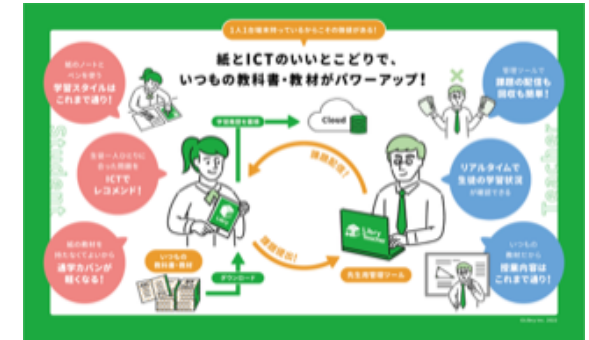 1人1台端末を持っているからこその価値がある!
紙とICTのいいとこどりで、
いつもの教科書・教材がパワーアップ!
紙のノートと
ペンを使う
学習スタイルは
これまで通り!
生徒一人ひとりに
合った問題を
ICTで
レコメンド!
紙の教材を
持たなくてよいから
通学カバンが
軽くなる!
Student
学習履歴を蓄積
Cloud
課題配信!
課題提出!
Libry
いつもの
教科書・教材
ダウンロード
Libry
Teacher
先生用管理ツール
管理ツールで
課題の配信も
回収も簡単!
リアルタイムで
生徒の学習状況
が確認できる
いつもの
教材だから
授業内容は
これまで通り!
Teacher